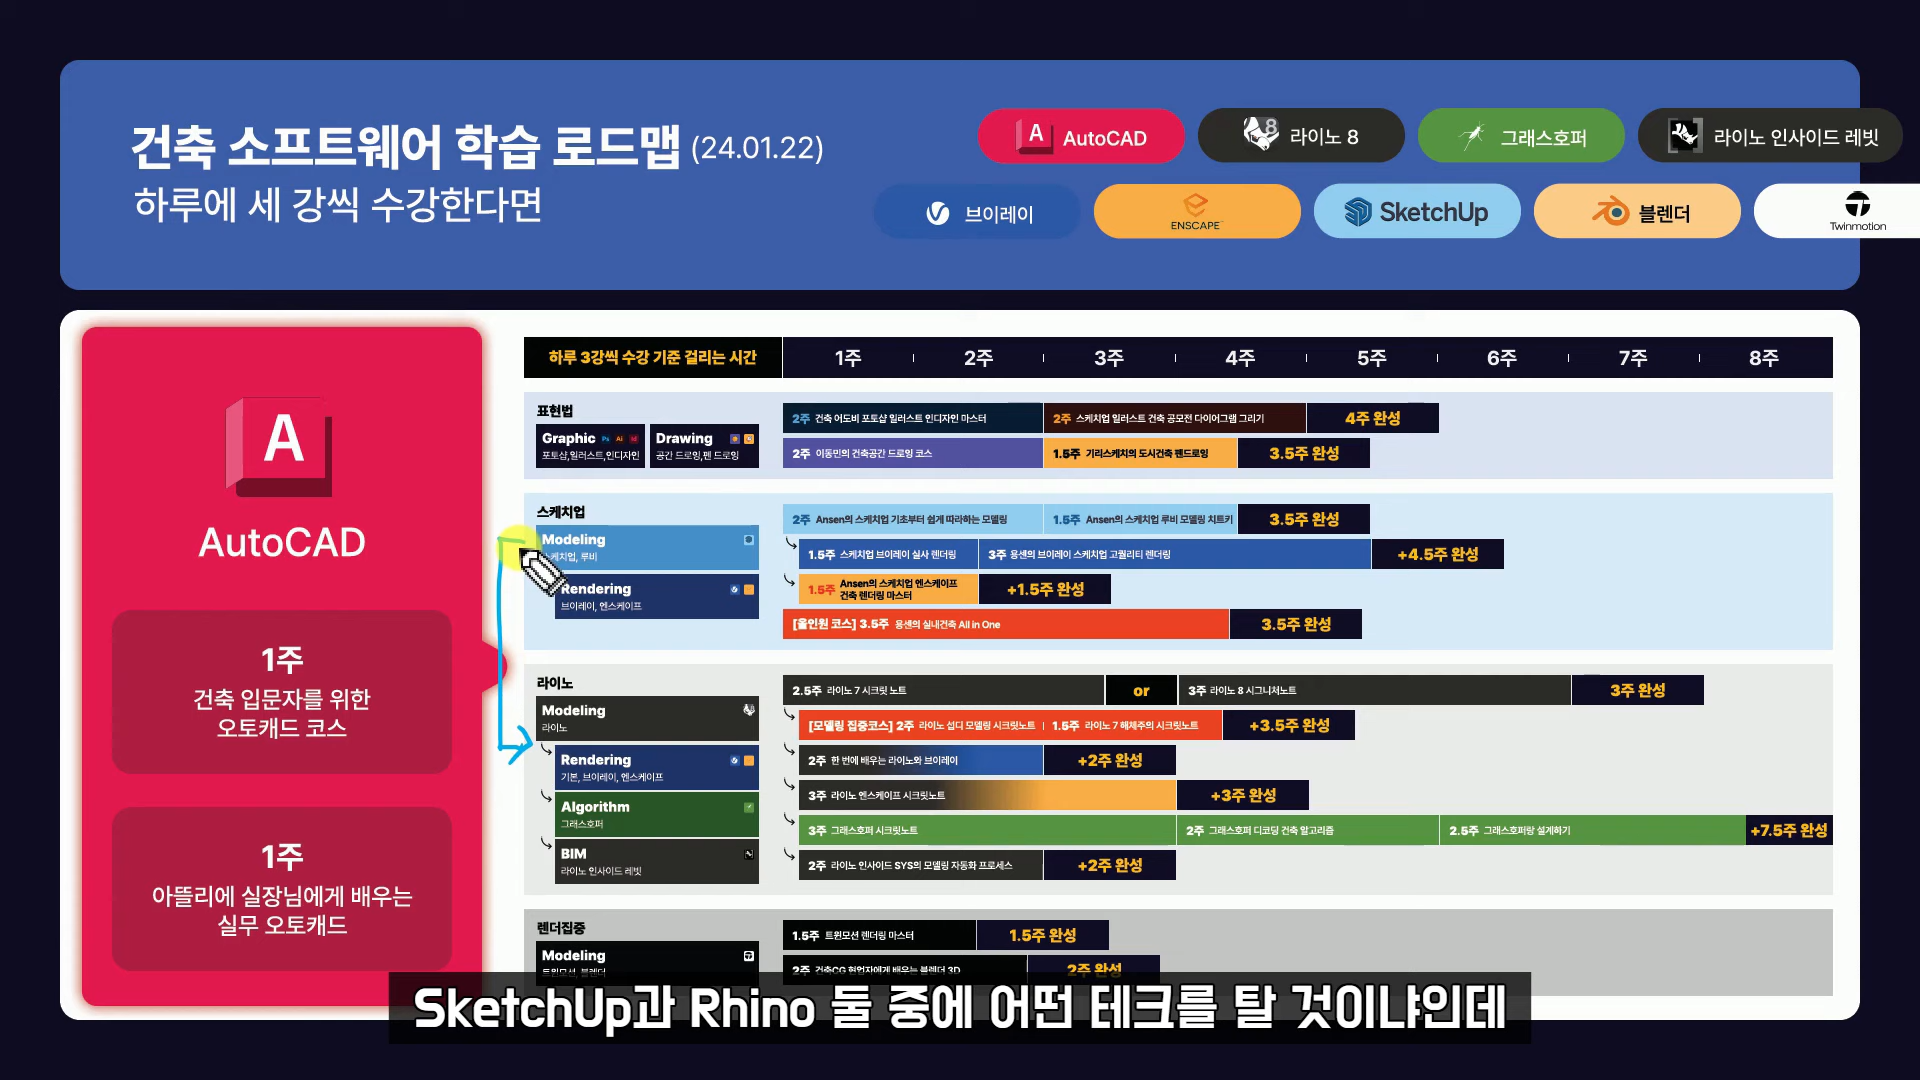 건축 소프트웨어 학습 로드맵 (24.01.22)
하루에 세 강씩 수강한다면
A AutoCAD
8 라이노 8
그래스호퍼
라이노 인사이드 레빗
브이레이
ENSCAPE
SketchUp
블렌더
Twinmotion
A
AutoCAD
1주
건축 입문자를 위한
오토캐드 코스
1주
아뜰리에 실장님에게 배우는
실무 오토캐드
하루 3강씩 수강 기준 걸리는 시간
1주 2주 3주 4주 5주 6주 7주 8주
표현법
Graphic Ps Ai Id
포토샵,일러스트,인디자인
Drawing
공간 드로잉,펜 드로잉
2주 건축 어도비 포토샵 일러스트 인디자인 마스터
2주 스케치업 일러스트 건축 공모전 다이어그램 그리기
4주 완성
2주 이동민의 건축공간 드로잉 코스
1.5주 기리스케치의 도시건축 펜드로잉
3.5주 완성
스케치업
Modeling
케치업, 루비
Rendering
브이레이, 엔스케이프
2주 Ansen의 스케치업 기초부터 쉽게 따라하는 모델링
1.5주 Ansen의 스케치업 루비 모델링 치트키
3.5주 완성
1.5주 스케치업 브이레이 실사 렌더링
3주 용센의 브이레이 스케치업 고퀄리티 렌더링
+4.5주 완성
1.5주 Ansen의 스케치업 엔스케이프
건축 렌더링 마스터
+1.5주 완성
[올인원 코스] 3.5주 용센의 실내건축 All in One
3.5주 완성
라이노
Modeling
라이노
Rendering
기본, 브이레이, 엔스케이프
Algorithm
그래스호퍼
BIM
라이노 인사이드 레빗
2.5주 라이노 7 시크릿 노트
or
3주 라이노 8 시그니처노트
3주 완성
[모델링 집중코스] 2주 라이노 섭디 모델링 시크릿노트
1.5주 라이노 7 해체주의 시크릿노트
+3.5주 완성
2주 한 번에 배우는 라이노와 브이레이
+2주 완성
3주 라이노 엔스케이프 시크릿노트
+3주 완성
3주 그래스호퍼 시크릿노트
2주 그래스호퍼 디코딩 건축 알고리즘
2.5주 그래스호퍼랑 설계하기
+7.5주 완성
2주 라이노 인사이드 SYS의 모델링 자동화 프로세스
+2주 완성
렌더집중
Modeling
트윈모션, 블렌더
1.5주 트윈모션 렌더링 마스터
1.5주 완성
2주 건축CG 현업자에게 배우는 블렌더 3D
2주 완성
SketchUp과 Rhino 둘 중에 어떤 테크를 탈 것이냐인데